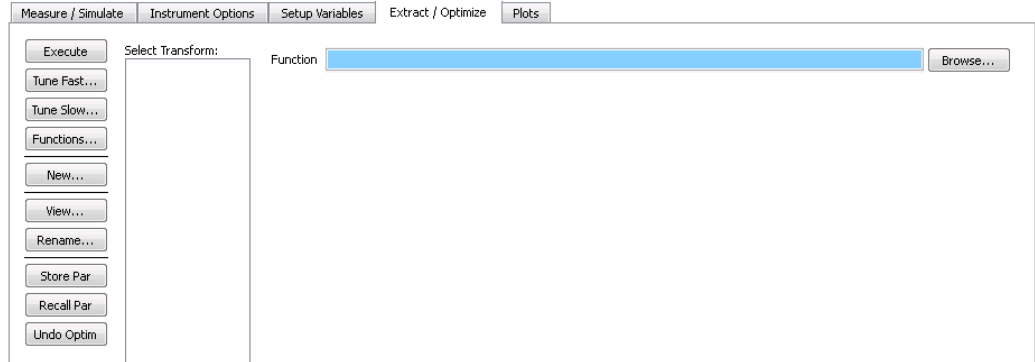 Measure / Simulate Instrument Options Setup Variables Extract / Optimize Plots
Execute
Select Transform:
Function
Browse...
Tune Fast...
Tune Slow...
Functions...
New...
View...
Rename...
Store Par
Recall Par
Undo Optim